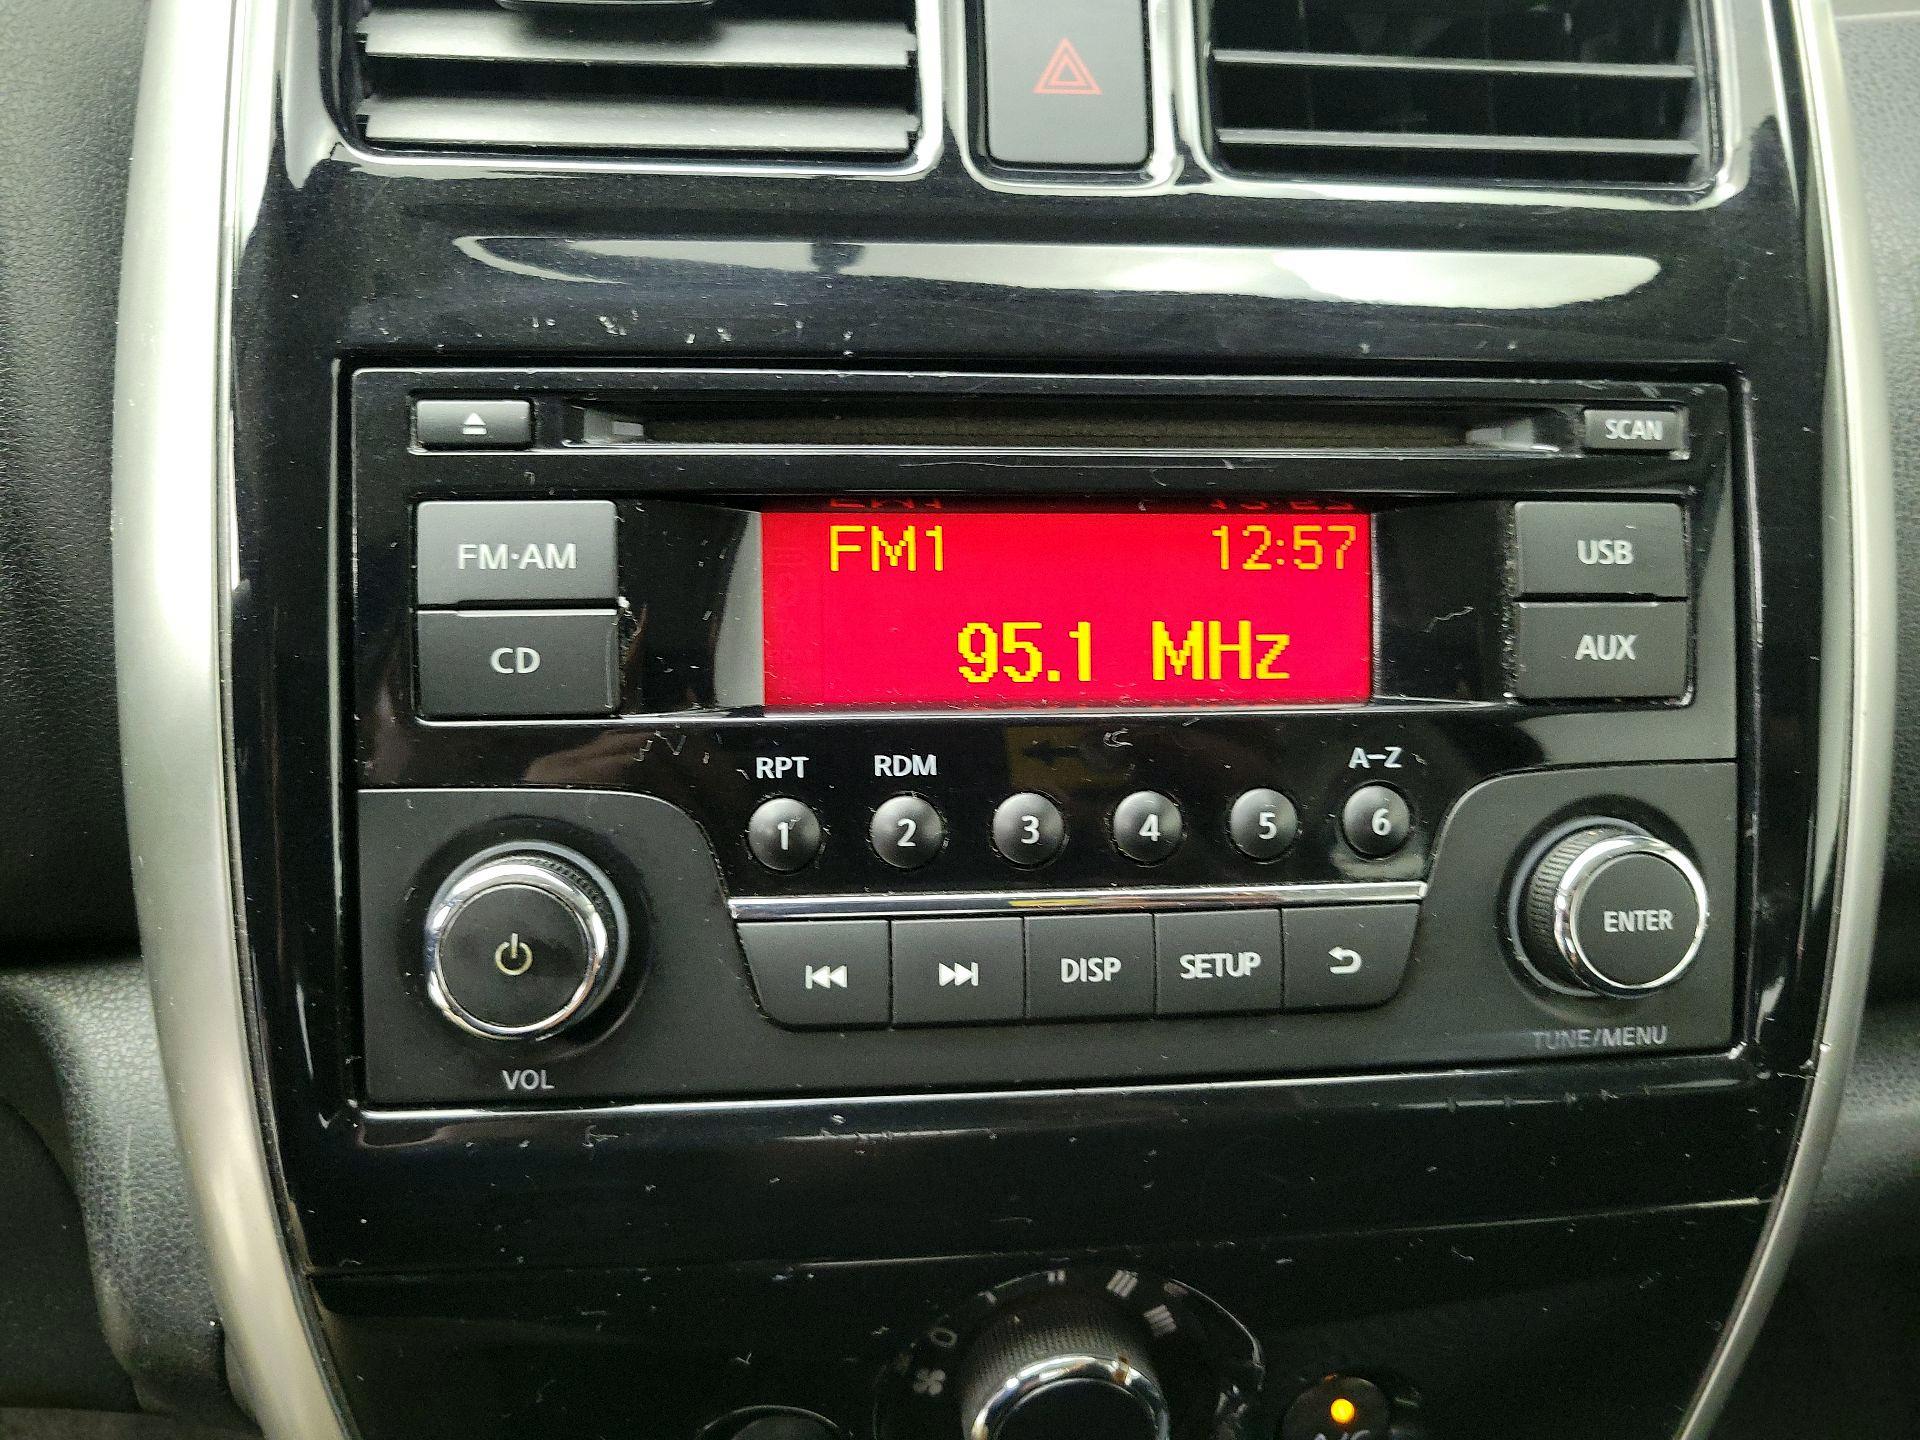 SCAN
FM·AM
CD
FM1 12:57
95.1 MHz
USB
AUX
RPT RDM A-Z
1 2 3 4 5 6
DISP SETUP
ENTER
VOL
TUNE/MENU
0